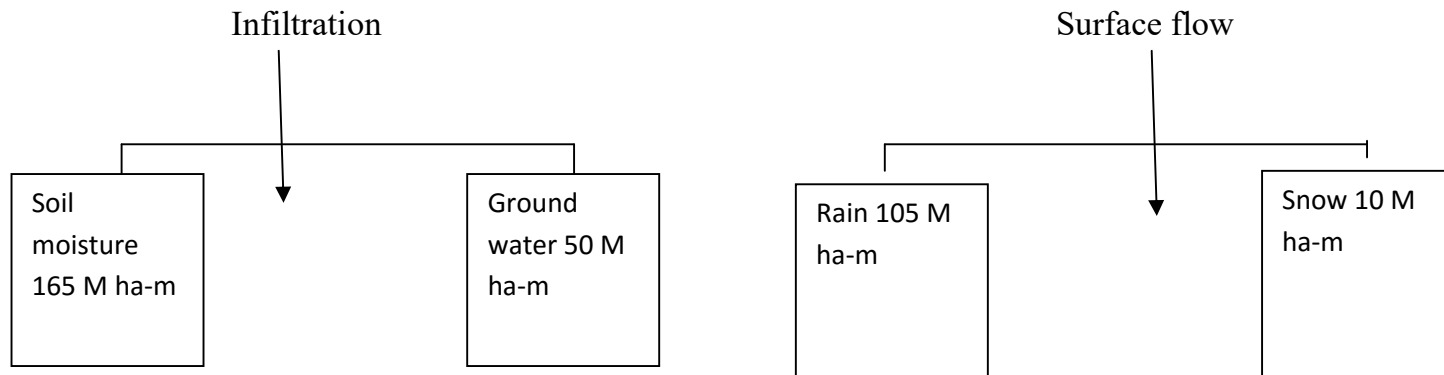 Infiltration
Surface flow
Soil
moisture
165 M ha-m
Ground
water 50 M
ha-m
Rain 105 M
ha-m
Snow 10 M
ha-m